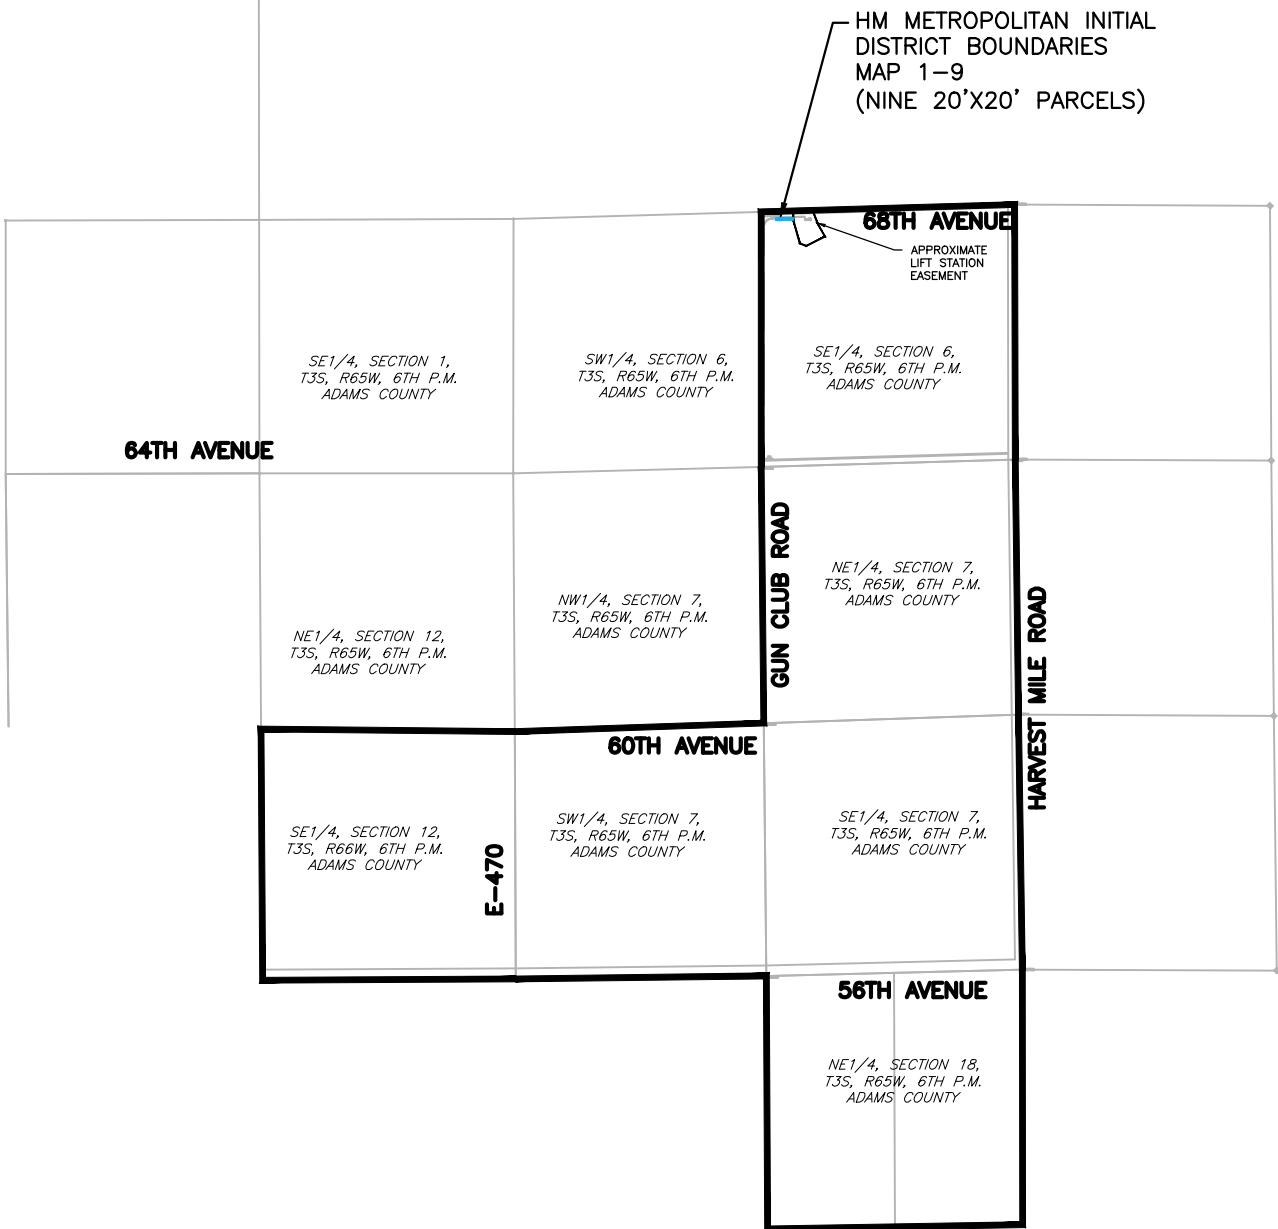 HM METROPOLITAN INITIAL
DISTRICT BOUNDARIES
MAP 1-9
(NINE 20'X20' PARCELS)
68TH AVENUE
APPROXIMATE
LIFT STATION
EASEMENT
SE1/4, SECTION 1,
T3S, R65W, 6TH P.M.
ADAMS COUNTY
SW1/4, SECTION 6,
T3S, R65W, 6TH P.M.
ADAMS COUNTY
SE1/4, SECTION 6,
T3S, R65W, 6TH P.M.
ADAMS COUNTY
64TH AVENUE
GUN CLUB ROAD
NE1/4, SECTION 12,
T3S, R65W, 6TH P.M.
ADAMS COUNTY
NW1/4, SECTION 7,
T3S, R65W, 6TH P.M.
ADAMS COUNTY
NE1/4, SECTION 7,
T3S, R65W, 6TH P.M.
ADAMS COUNTY
HARVEST MILE ROAD
60TH AVENUE
SE1/4, SECTION 12,
T3S, R66W, 6TH P.M.
ADAMS COUNTY
E-470
SW1/4, SECTION 7,
T3S, R65W, 6TH P.M.
ADAMS COUNTY
SE1/4, SECTION 7,
T3S, R65W, 6TH P.M.
ADAMS COUNTY
56TH AVENUE
NE1/4, SECTION 18,
T3S, R65W, 6TH P.M.
ADAMS COUNTY